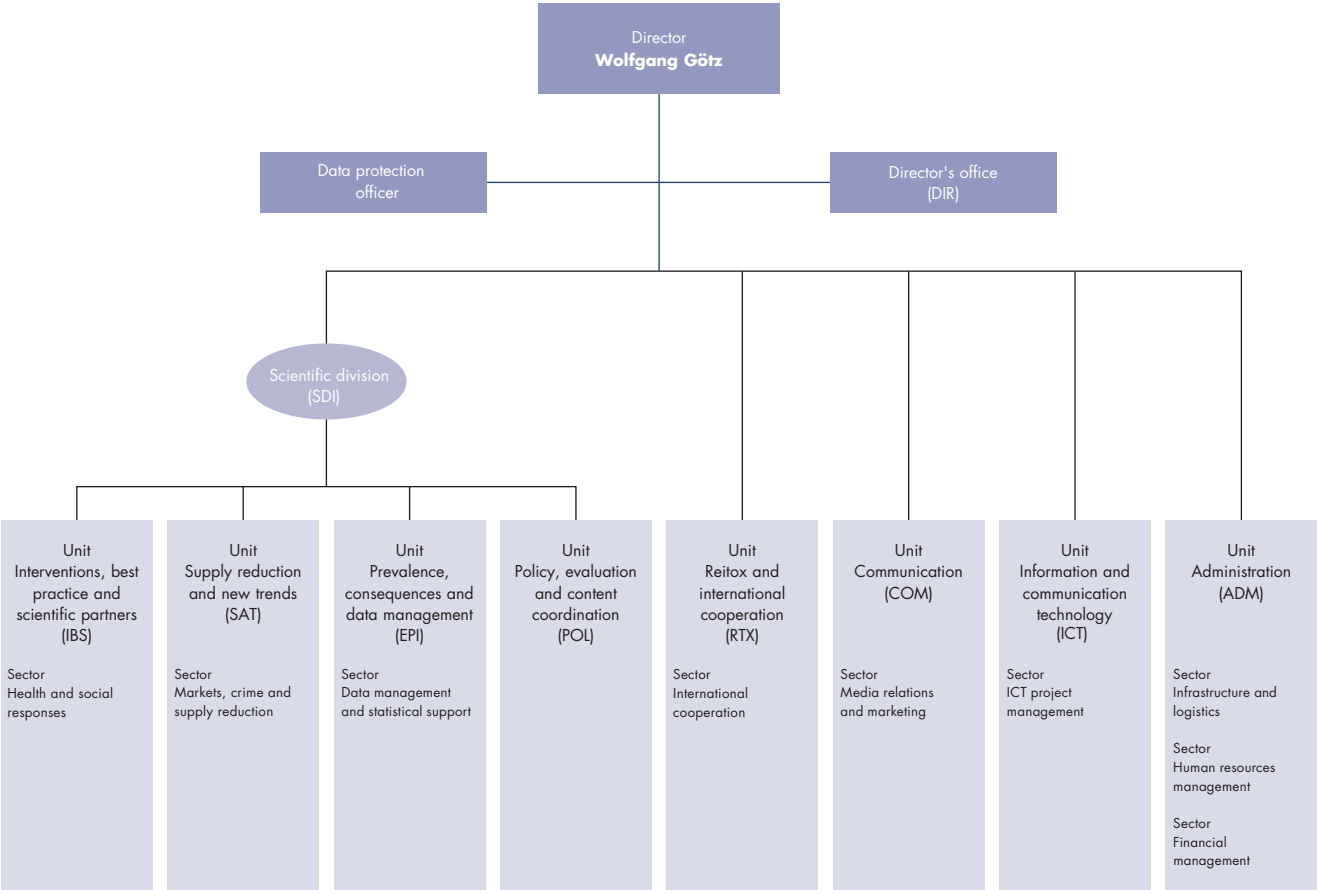 Director
Wolfgang Götz
Data protection
officer
Director's office
(DIR)
Scientific division
(SDI)
Unit
Interventions, best
practice and
scientific partners
(IBS)
Sector
Health and social
responses
Unit
Supply reduction
and new trends
(SAT)
Sector
Markets, crime and
supply reduction
Unit
Prevalence,
consequences and
data management
(EPI)
Sector
Data management
and statistical support
Unit
Policy, evaluation
and content
coordination
(POL)
Unit
Reitox and
international
cooperation
(RTX)
Sector
International
cooperation
Unit
Communication
(COM)
Sector
Media relations
and marketing
Unit
Information and
communication
technology
(ICT)
Sector
ICT project
management
Unit
Administration
(ADM)
Sector
Infrastructure and
logistics
Sector
Human resources
management
Sector
Financial
management